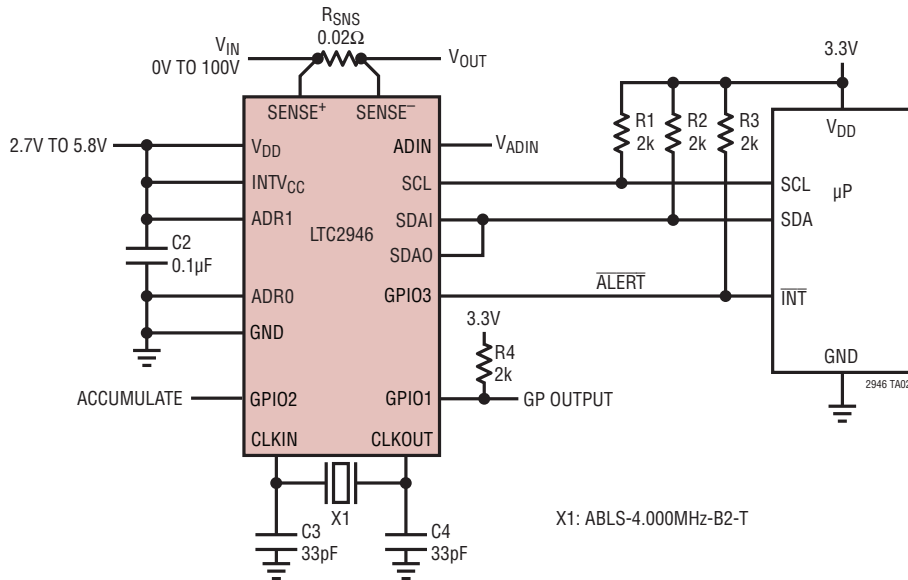 RSNS
0.02Ω
VIN
0V TO 100V
VOUT
3.3V
SENSE+ SENSE–
R1
2k
R2
2k
R3
2k
VDD
2.7V TO 5.8V
VDD
ADIN
VADIN
INTVCC
SCL
SCL
µP
ADR1
LTC2946
SDAI
SDA
C2
0.1µF
SDAO
ADR0
GPIO3
ALERT
INT
GND
3.3V
R4
2k
GND
2946 TA02
ACCUMULATE
GPIO2
GPIO1
GP OUTPUT
CLKIN
CLKOUT
X1
X1: ABLS-4.000MHz-B2-T
C3
33pF
C4
33pF